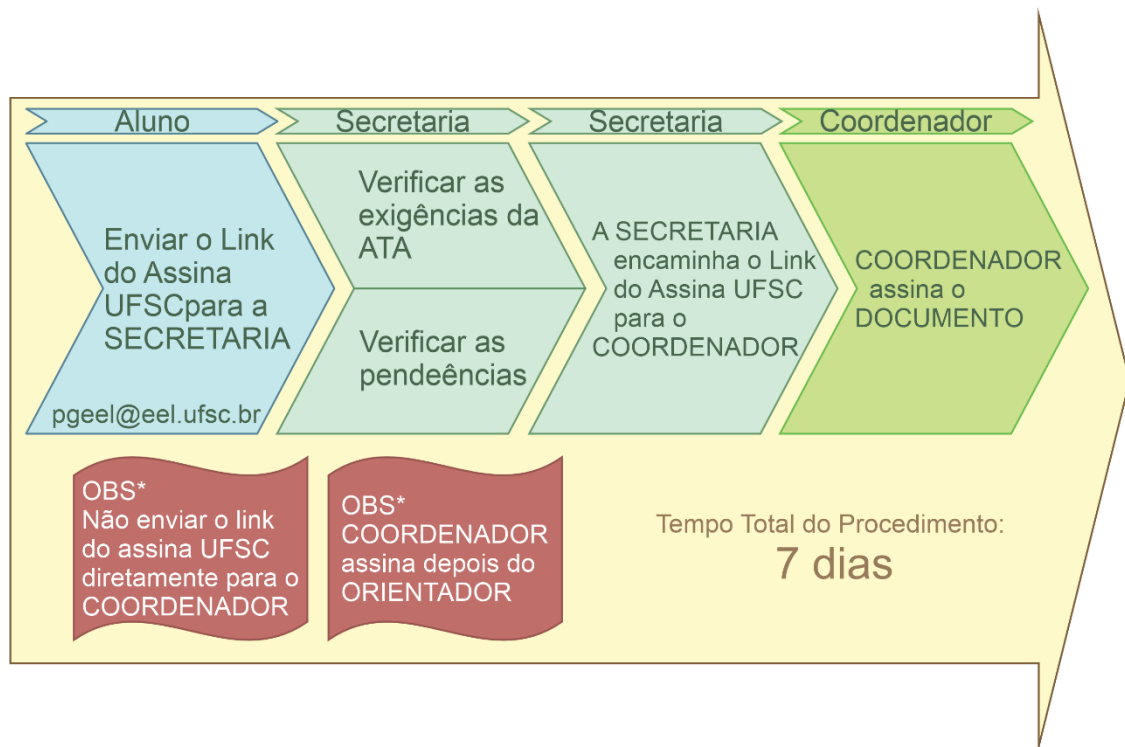 Aluno
Secretaria
Secretaria
Coordenador
Enviar o Link
do Assina
UFSCpara a
SECRETARIA
pgeel@eel.ufsc.br
Verificar as
exigências da
ATA
Verificar as
pendeências
A SECRETARIA
encaminha o Link
do Assina UFSC
para o
COORDENADOR
COORDENADOR
assina o
DOCUMENTO
OBS*
Não enviar o link
do assina UFSC
diretamente para o
COORDENADOR
OBS*
COORDENADOR
assina depois do
ORIENTADOR
Tempo Total do Procedimento:
7 dias